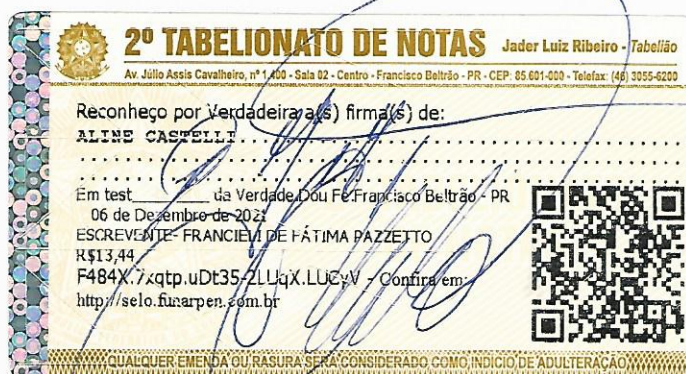 2º TABELIONATO DE NOTAS Jader Luiz Ribeiro - Tabelião
Av. Júlio Assis Cavalheiro, nº 1.400 - Sala 02 - Centro - Francisco Beltrão - PR - CEP: 85.601-000 - Telefax: (46) 3055-6200
Reconheço por Verdadeira a(s) firma(s) de:
ALINE CASTELLI
Em test_________ da Verdade.Dou Fé.Francisco Beltrão - PR
06 de Dezembro de 2021
ESCREVENTE- FRANCIELI DE FÁTIMA PAZZETTO
R$13,44
- Confira em:
http://selo.funarpen.com.br
QUALQUER EMENDA OU RASURA SERÁ CONSIDERADO COMO INDÍCIO DE ADULTERAÇÃO